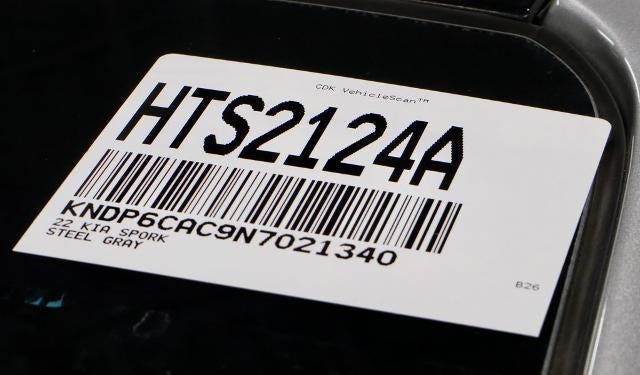 CDK VehicleScan™
HTS2124A
KNDP6CAC9N7021340
22 KIA SPORK
STEEL GRAY
B26